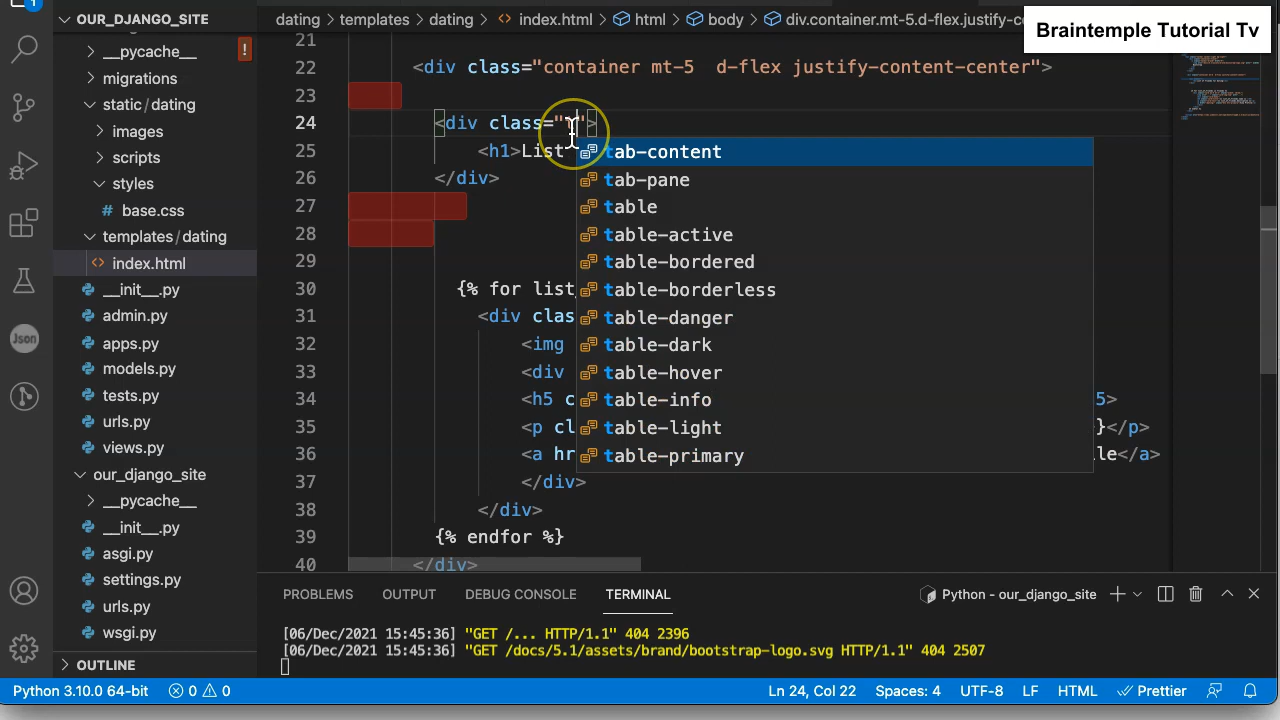 Braintemple Tutorial Tv
1
OUR_DJANGO_SITE
__pycache__
!
migrations
static/dating
images
scripts
styles
# base.css
templates/dating
<> index.html
__init__.py
admin.py
apps.py
models.py
tests.py
urls.py
views.py
our_django_site
__pycache__
__init__.py
asgi.py
settings.py
urls.py
wsgi.py
OUTLINE
Json
dating > templates > dating > <> index.html > html > body > div.container.mt-5.d-flex.justify-co
21
22 <div class="container mt-5  d-flex justify-content-center">
23
24 <div class="t">
25 <h1>List
26 </div>
27
28
29
30 {% for list_
31 <div clas
32 <img
33 <div
34 <h5 c 5>
35 <p cl }</p>
36 <a hr le</a>
37 </div>
38 </div>
39 {% endfor %}
40 </div>
tab-content
tab-pane
table
table-active
table-bordered
table-borderless
table-danger
table-dark
table-hover
table-info
table-light
table-primary
PROBLEMS OUTPUT DEBUG CONSOLE TERMINAL Python - our_django_site
[06/Dec/2021 15:45:36] "GET /... HTTP/1.1" 404 2396
[06/Dec/2021 15:45:36] "GET /docs/5.1/assets/brand/bootstrap-logo.svg HTTP/1.1" 404 2507
Python 3.10.0 64-bit 0 0 Ln 24, Col 22 Spaces: 4 UTF-8 LF HTML Prettier